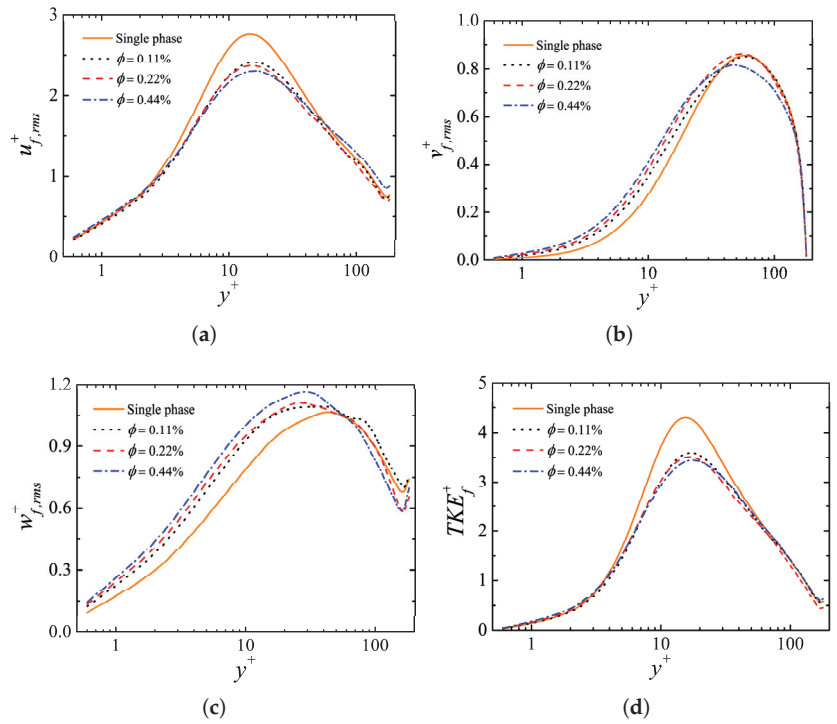 3
2
1
0
u⁺f,rms
Single phase
ϕ = 0.11%
ϕ = 0.22%
ϕ = 0.44%
1 10 100
y⁺
(a)
1.0
0.8
0.6
0.4
0.2
0.0
v⁺f,rms
Single phase
ϕ = 0.11%
ϕ = 0.22%
ϕ = 0.44%
1 10 100
y⁺
(b)
1.2
0.9
0.6
0.3
0.0
w⁺f,rms
Single phase
ϕ = 0.11%
ϕ = 0.22%
ϕ = 0.44%
1 10 100
y⁺
(c)
5
4
3
2
1
0
TKE⁺f
Single phase
ϕ = 0.11%
ϕ = 0.22%
ϕ = 0.44%
1 10 100
y⁺
(d)